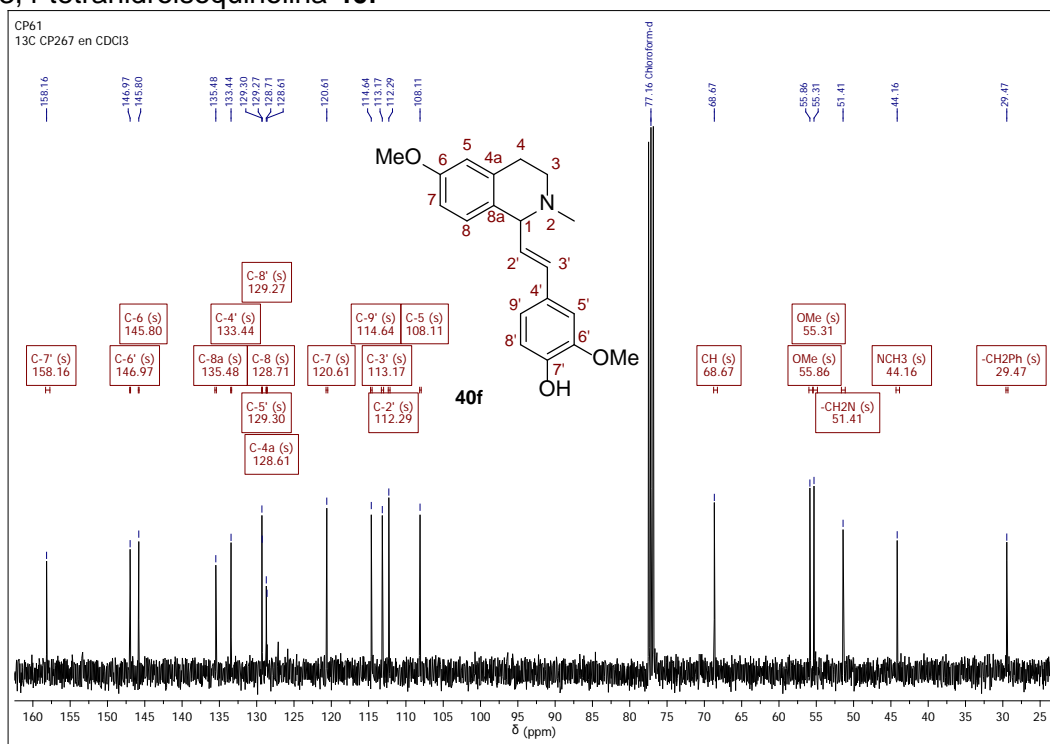 3,4-tetrahidroisoquinolina 40f
CP61
13C CP267 en CDCl3
158.16
146.97
145.80
135.48
133.44
129.30
129.27
128.71
128.61
120.61
114.64
113.17
112.29
108.11
77.16 Chloroform-d
68.67
55.86
55.31
51.41
44.16
29.47
MeO
6
5
4a
4
3
N
2
1
8a
8
7
2'
3'
4'
5'
6'
7'
8'
9'
OMe
OH
40f
C-8' (s)
129.27
C-6 (s)
145.80
C-4' (s)
133.44
C-9' (s)
114.64
C-5 (s)
108.11
OMe (s)
55.31
C-7' (s)
158.16
C-6' (s)
146.97
C-8a (s)
135.48
C-8 (s)
128.71
C-7 (s)
120.61
C-3' (s)
113.17
CH (s)
68.67
OMe (s)
55.86
NCH3 (s)
44.16
-CH2Ph (s)
29.47
C-5' (s)
129.30
C-2' (s)
112.29
-CH2N (s)
51.41
C-4a (s)
128.61
160 155 150 145 140 135 130 125 120 115 110 105 100 95 90 85 80 75 70 65 60 55 50 45 40 35 30 25
δ (ppm)